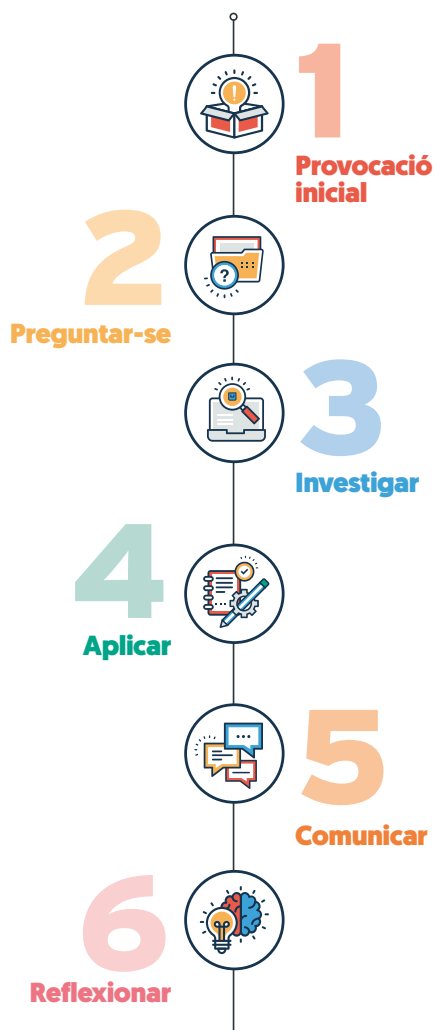 1
Provocació
inicial
2
Preguntar-se
3
Investigar
4
Aplicar
5
Comunicar
6
Reflexionar